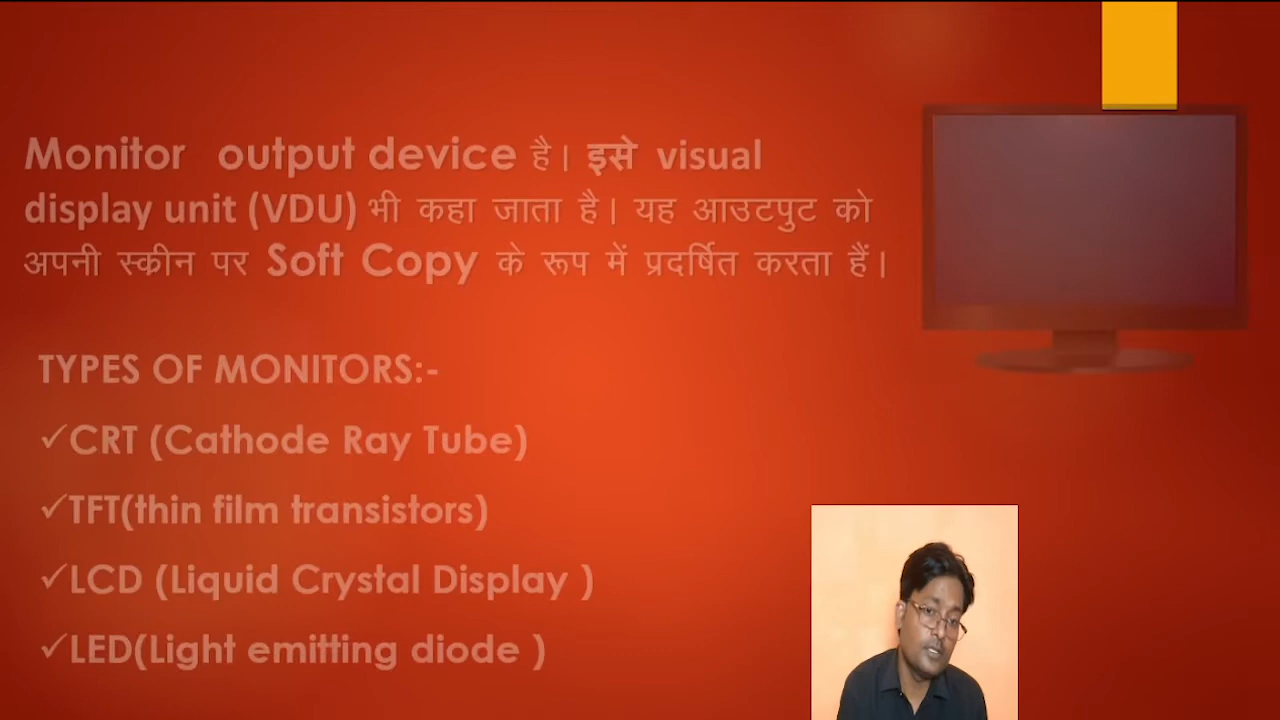 Monitor output device है। इसे visual
display unit (VDU) भी कहा जाता है। यह आउटपुट को
अपनी स्कीन पर Soft Copy के रूप में प्रदर्षित करता हैं।
TYPES OF MONITORS:-
✓CRT (Cathode Ray Tube)
✓TFT(thin film transistors)
✓LCD (Liquid Crystal Display )
✓LED(Light emitting diode )